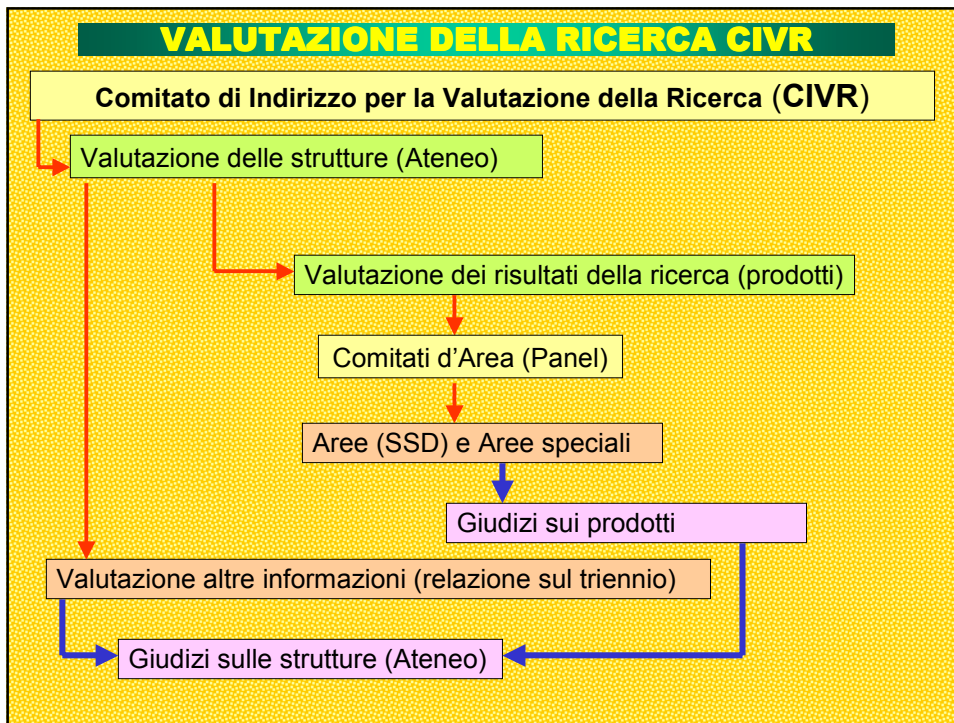 VALUTAZIONE DELLA RICERCA CIVR
Comitato di Indirizzo per la Valutazione della Ricerca (CIVR)
Valutazione delle strutture (Ateneo)
Valutazione dei risultati della ricerca (prodotti)
Comitati d’Area (Panel)
Aree (SSD) e Aree speciali
Giudizi sui prodotti
Valutazione altre informazioni (relazione sul triennio)
Giudizi sulle strutture (Ateneo)